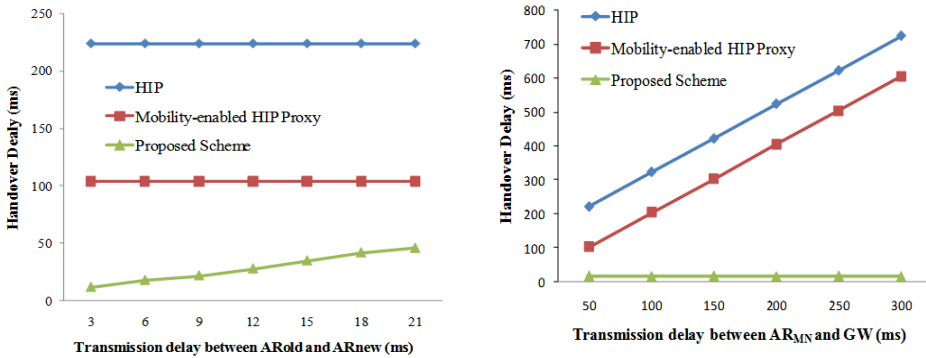 250
200
150
100
50
0
Handover Dealy (ms)
HIP
Mobility-enabled HIP Proxy
Proposed Scheme
3 6 9 12 15 18 21
Transmission delay between ARold and ARnew (ms)
800
700
600
500
400
300
200
100
0
Handover Delay (ms)
HIP
Mobility-enabled HIP Proxy
Proposed Scheme
50 100 150 200 250 300
Transmission delay between ARMN and GW (ms)